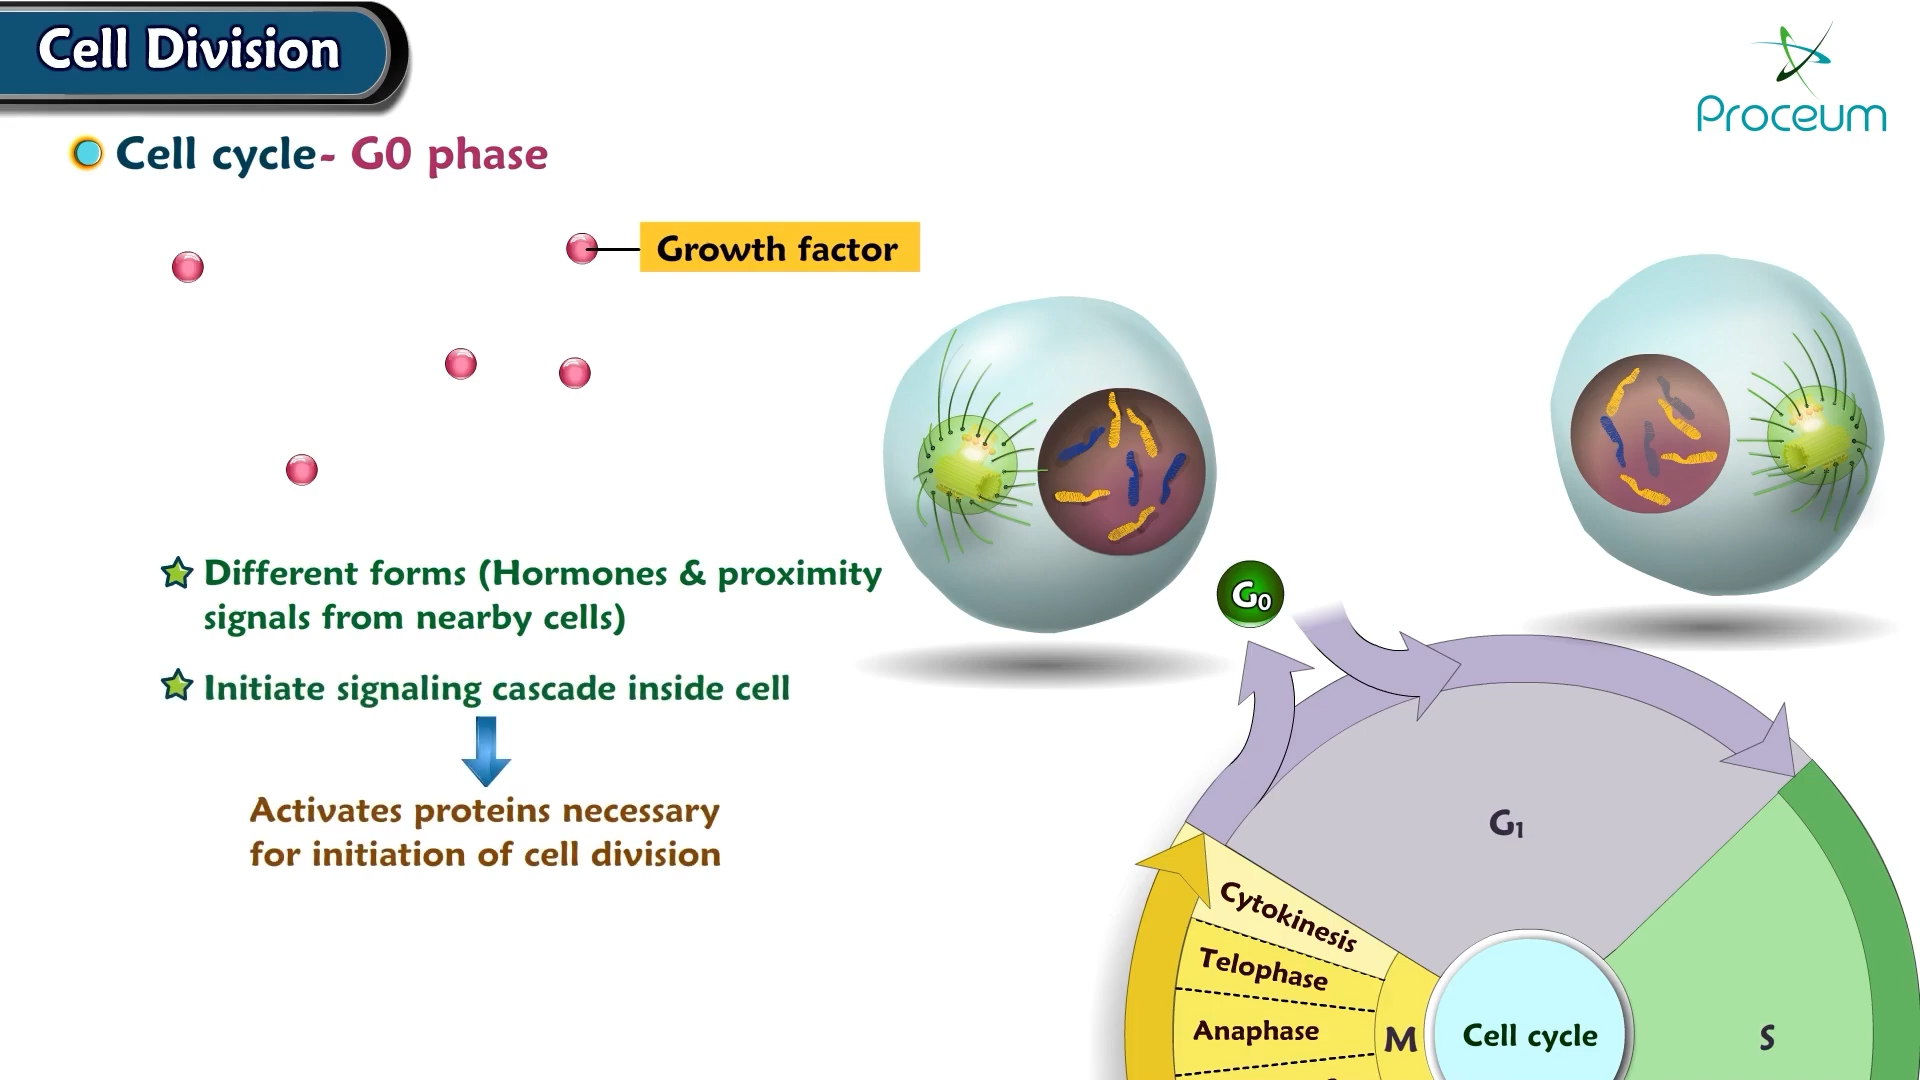 Cell Division
Proceum
Cell cycle- G0 phase
Growth factor
Different forms (Hormones & proximity
signals from nearby cells)
Initiate signaling cascade inside cell
Activates proteins necessary
for initiation of cell division
G₀
G₁
Cytokinesis
Telophase
Anaphase
M
Cell cycle
S